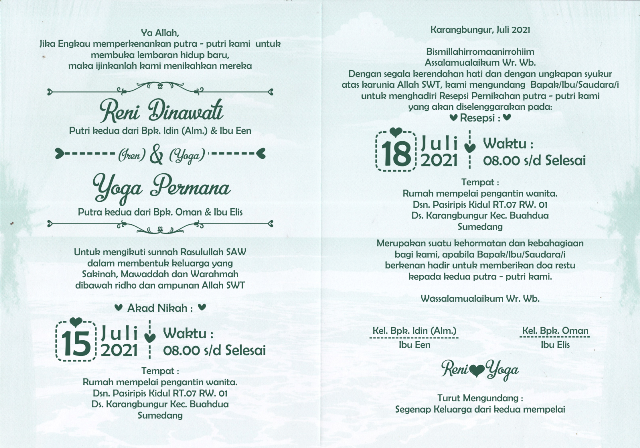 Ya Allah,
Jika Engkau memperkenankan putra - putri kami untuk
membuka lembaran hidup baru,
maka ijinkanlah kami menikahkan mereka
Reni Dinawati
Putri kedua dari Bpk. Idin (Alm.) & Ibu Een
(Iren) & (Yoga)
Yoga Permana
Putra kedua dari Bpk. Oman & Ibu Elis
Untuk mengikuti sunnah Rasulullah SAW
dalam membentuk keluarga yang
Sakinah, Mawaddah dan Warahmah
dibawah ridho dan ampunan Allah SWT
Akad Nikah :
15 Juli 2021
Waktu :
08.00 s/d Selesai
Tempat :
Rumah mempelai pengantin wanita.
Dsn. Pasiripis Kidul RT.07 RW. 01
Ds. Karangbungur Kec. Buahdua
Sumedang
Karangbungur, Juli 2021
Bismillahirromaanirrohiim
Assalamualaikum Wr. Wb.
Dengan segala kerendahan hati dan dengan ungkapan syukur
atas karunia Allah SWT, kami mengundang Bapak/Ibu/Saudara/i
untuk menghadiri Resepsi Pernikahan putra - putri kami
yang akan diselenggarakan pada:
Resepsi :
18 Juli 2021
Waktu :
08.00 s/d Selesai
Tempat :
Rumah mempelai pengantin wanita.
Dsn. Pasiripis Kidul RT.07 RW. 01
Ds. Karangbungur Kec. Buahdua
Sumedang
Merupakan suatu kehormatan dan kebahagiaan
bagi kami, apabila Bapak/Ibu/Saudara/i
berkenan hadir untuk memberikan doa restu
kepada kedua putra - putri kami.
Wassalamualaikum Wr. Wb.
Kel. Bpk. Idin (Alm.)
Ibu Een
Kel. Bpk. Oman
Ibu Elis
Reni Yoga
Turut Mengundang :
Segenap Keluarga dari kedua mempelai